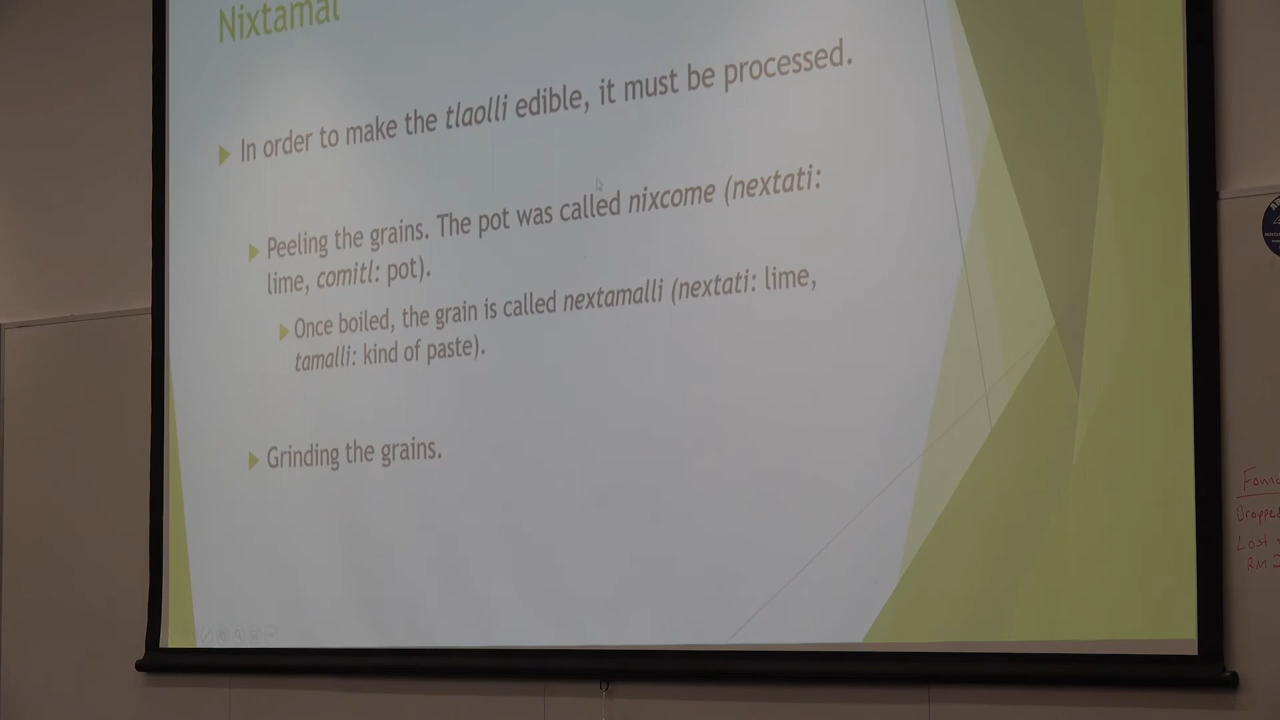 Nixtamal
In order to make the tlaolli edible, it must be processed.
Peeling the grains. The pot was called nixcome (nextati:
lime, comitl: pot).
Once boiled, the grain is called nextamalli (nextati: lime,
tamalli: kind of paste).
Grinding the grains.
Lost
RM